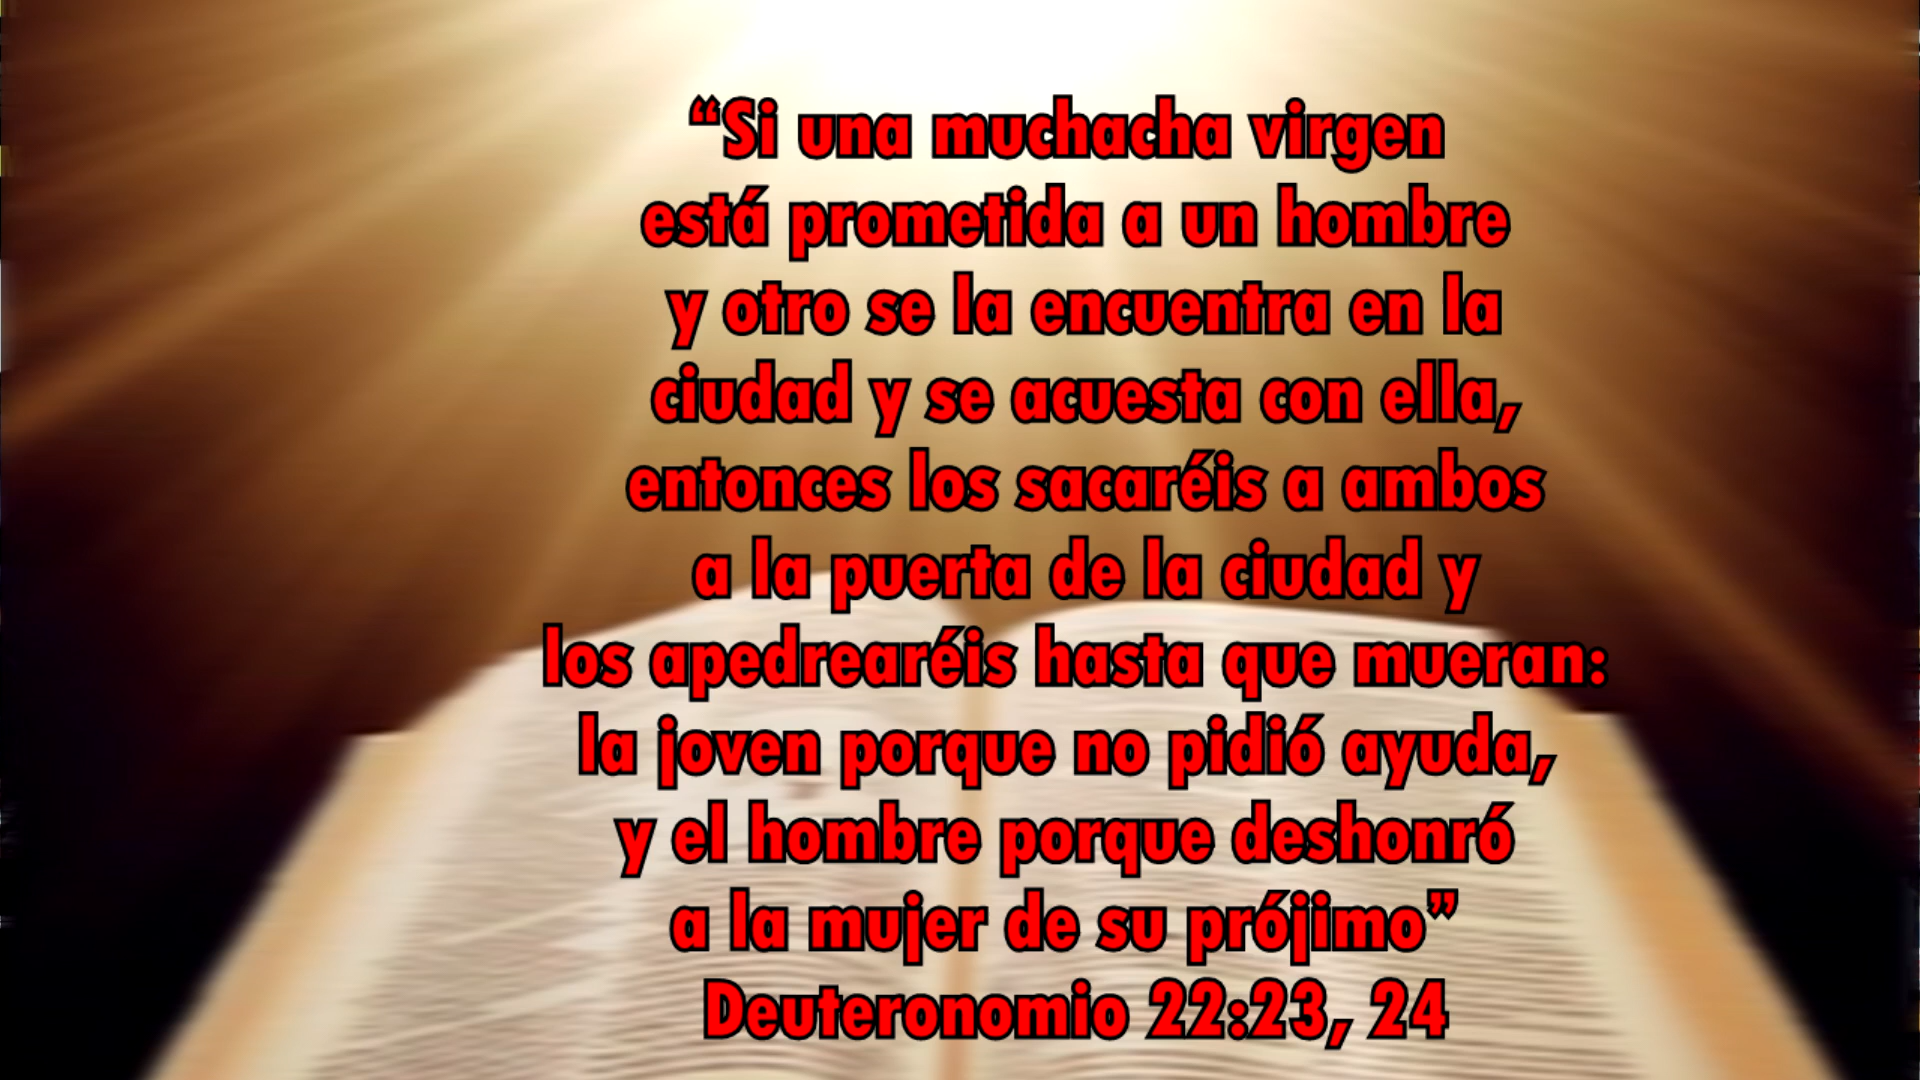 “Si una muchacha virgen
está prometida a un hombre
y otro se la encuentra en la
ciudad y se acuesta con ella,
entonces los sacaréis a ambos
a la puerta de la ciudad y
los apedrearéis hasta que mueran:
la joven porque no pidió ayuda,
y el hombre porque deshonró
a la mujer de su prójimo”
Deuteronomio 22:23, 24